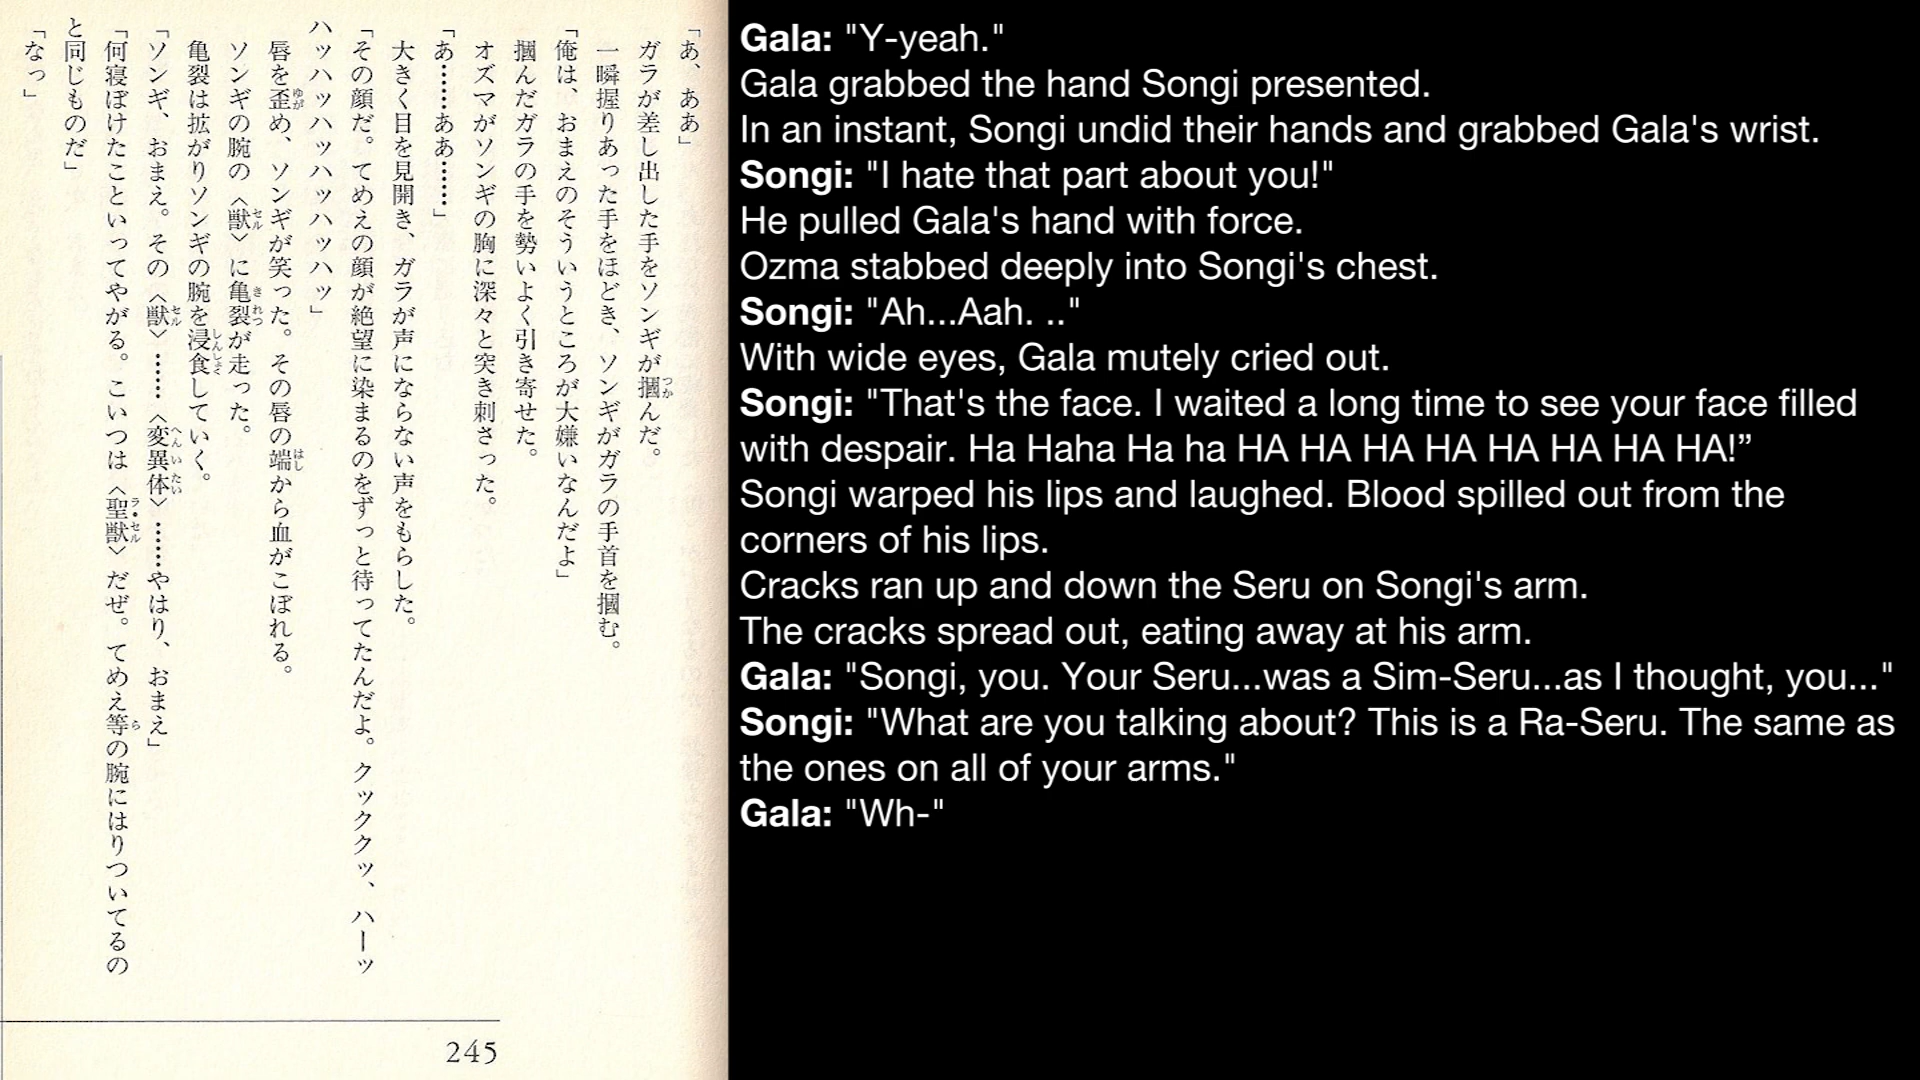 「あ、ああ」
ガラが差し出した手をソンギが摑んだ。
一瞬握りあった手をほどき、ソンギがガラの手首を摑む。
「俺は、おまえのそういうところが大嫌いなんだよ」
摑んだガラの手を勢いよく引き寄せた。
オズマがソンギの胸に深々と突き刺さった。
「あ……ああ……」
大きく目を見開き、ガラが声にならない声をもらした。
「その顔だ。てめえの顔が絶望に染まるのをずっと待ってたんだよ。クックククッ、ハーッ
ハッハッハッハッハッハッ」
唇を歪め、ソンギが笑った。その唇の端から血がこぼれる。
ソンギの腕の〈獣〉に亀裂が走った。
亀裂は拡がりソンギの腕を浸食していく。
「ソンギ、おまえ。その〈獣〉……〈変異体〉……やはり、おまえ」
「何寝ぼけたこといってやがる。こいつは〈聖獣〉だぜ。てめえ等の腕にはりついてるの
と同じものだ」
「なっ」
245
Gala: "Y-yeah."
Gala grabbed the hand Songi presented.
In an instant, Songi undid their hands and grabbed Gala's wrist.
Songi: "I hate that part about you!"
He pulled Gala's hand with force.
Ozma stabbed deeply into Songi's chest.
Songi: "Ah...Aah. .."
With wide eyes, Gala mutely cried out.
Songi: "That's the face. I waited a long time to see your face filled
with despair. Ha Haha Ha ha HA HA HA HA HA HA HA HA!”
Songi warped his lips and laughed. Blood spilled out from the
corners of his lips.
Cracks ran up and down the Seru on Songi's arm.
The cracks spread out, eating away at his arm.
Gala: "Songi, you. Your Seru...was a Sim-Seru...as I thought, you..."
Songi: "What are you talking about? This is a Ra-Seru. The same as
the ones on all of your arms."
Gala: "Wh-"